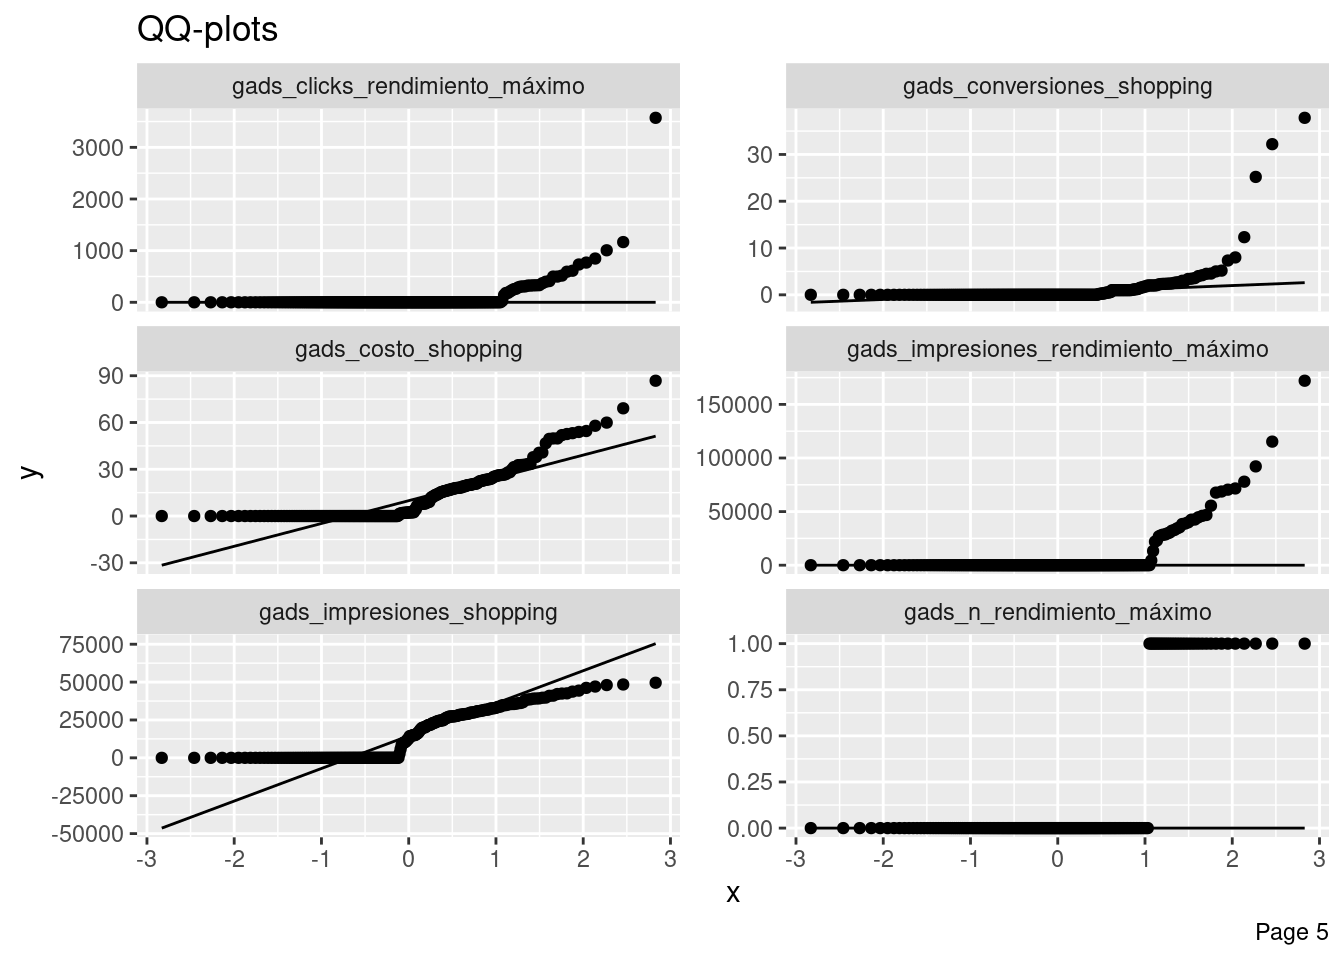 QQ-plots
gads_clicks_rendimiento_máximo
gads_conversiones_shopping
3000
2000
1000
0
30
20
10
0
gads_costo_shopping
gads_impresiones_rendimiento_máximo
90
60
30
0
-30
150000
100000
50000
0
y
gads_impresiones_shopping
gads_n_rendimiento_máximo
75000
50000
25000
0
-25000
-50000
1.00
0.75
0.50
0.25
0.00
-3 -2 -1 0 1 2 3
-3 -2 -1 0 1 2 3
x
Page 5